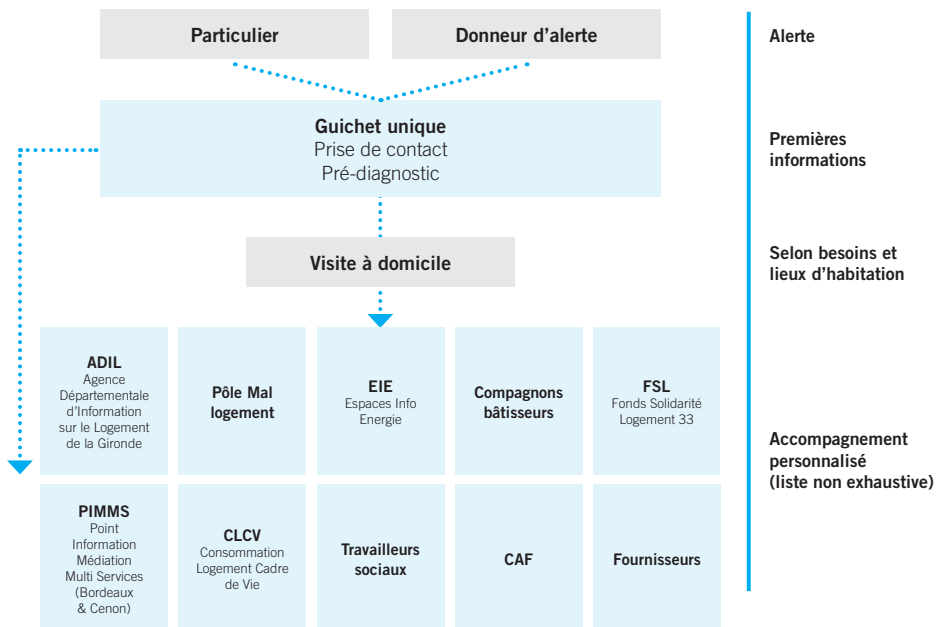 Particulier
Donneur d’alerte
Alerte
Guichet unique
Prise de contact
Pré-diagnostic
Premières
informations
Visite à domicile
Selon besoins et
lieux d’habitation
ADIL
Agence
Départementale
d’Information
sur le Logement
de la Gironde
Pôle Mal
logement
EIE
Espaces Info
Energie
Compagnons
bâtisseurs
FSL
Fonds Solidarité
Logement 33
Accompagnement
personnalisé
(liste non exhaustive)
PIMMS
Point
Information
Médiation
Multi Services
(Bordeaux
& Cenon)
CLCV
Consommation
Logement Cadre
de Vie
Travailleurs
sociaux
CAF
Fournisseurs